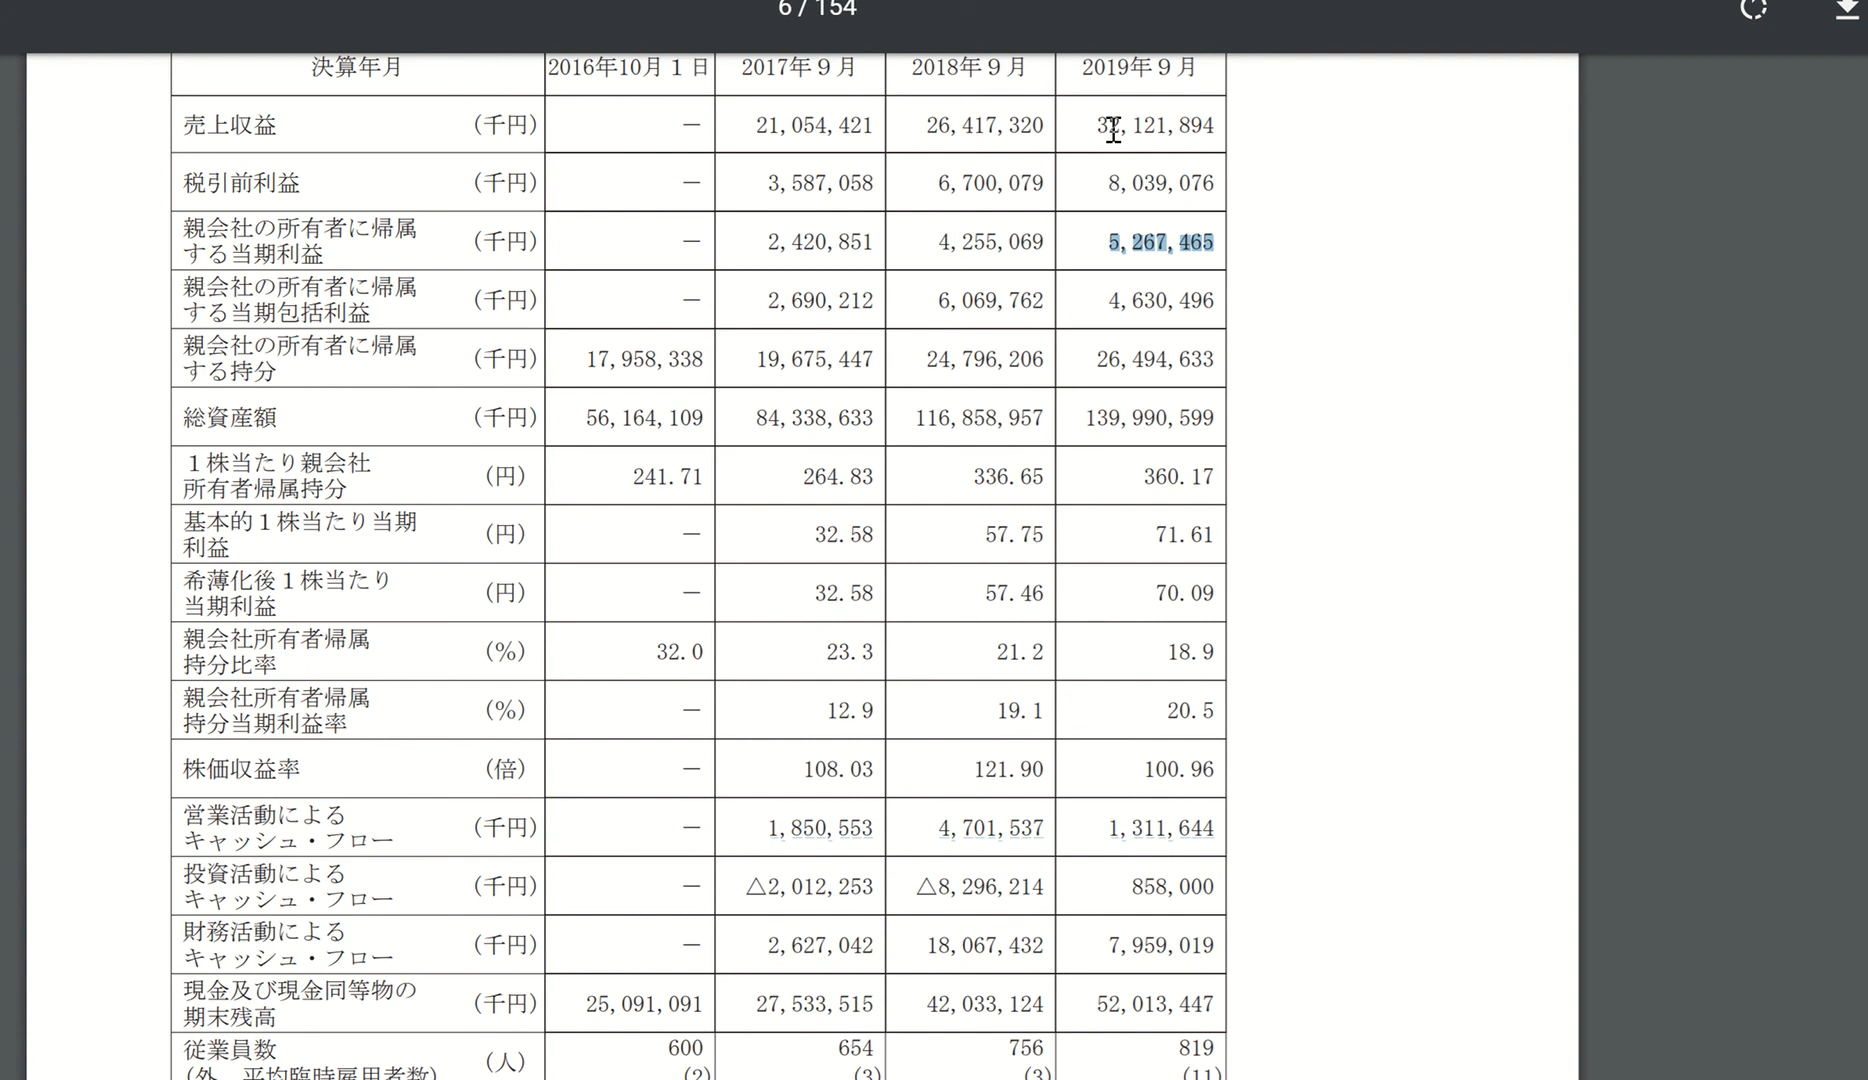 6 / 154
決算年月 2016年10月1日 2017年9月 2018年9月 2019年9月
売上収益 (千円) － 21,054,421 26,417,320 32,121,894
税引前利益 (千円) － 3,587,058 6,700,079 8,039,076
親会社の所有者に帰属
する当期利益 (千円) － 2,420,851 4,255,069 5,267,465
親会社の所有者に帰属
する当期包括利益 (千円) － 2,690,212 6,069,762 4,630,496
親会社の所有者に帰属
する持分 (千円) 17,958,338 19,675,447 24,796,206 26,494,633
総資産額 (千円) 56,164,109 84,338,633 116,858,957 139,990,599
1株当たり親会社
所有者帰属持分 (円) 241.71 264.83 336.65 360.17
基本的1株当たり当期
利益 (円) － 32.58 57.75 71.61
希薄化後1株当たり
当期利益 (円) － 32.58 57.46 70.09
親会社所有者帰属
持分比率 (%) 32.0 23.3 21.2 18.9
親会社所有者帰属
持分当期利益率 (%) － 12.9 19.1 20.5
株価収益率 (倍) － 108.03 121.90 100.96
営業活動による
キャッシュ・フロー (千円) － 1,850,553 4,701,537 1,311,644
投資活動による
キャッシュ・フロー (千円) － △2,012,253 △8,296,214 858,000
財務活動による
キャッシュ・フロー (千円) － 2,627,042 18,067,432 7,959,019
現金及び現金同等物の
期末残高 (千円) 25,091,091 27,533,515 42,033,124 52,013,447
従業員数 (人) 600 654 756 819
(外、平均臨時雇用者数) (2) (3) (3) (11)